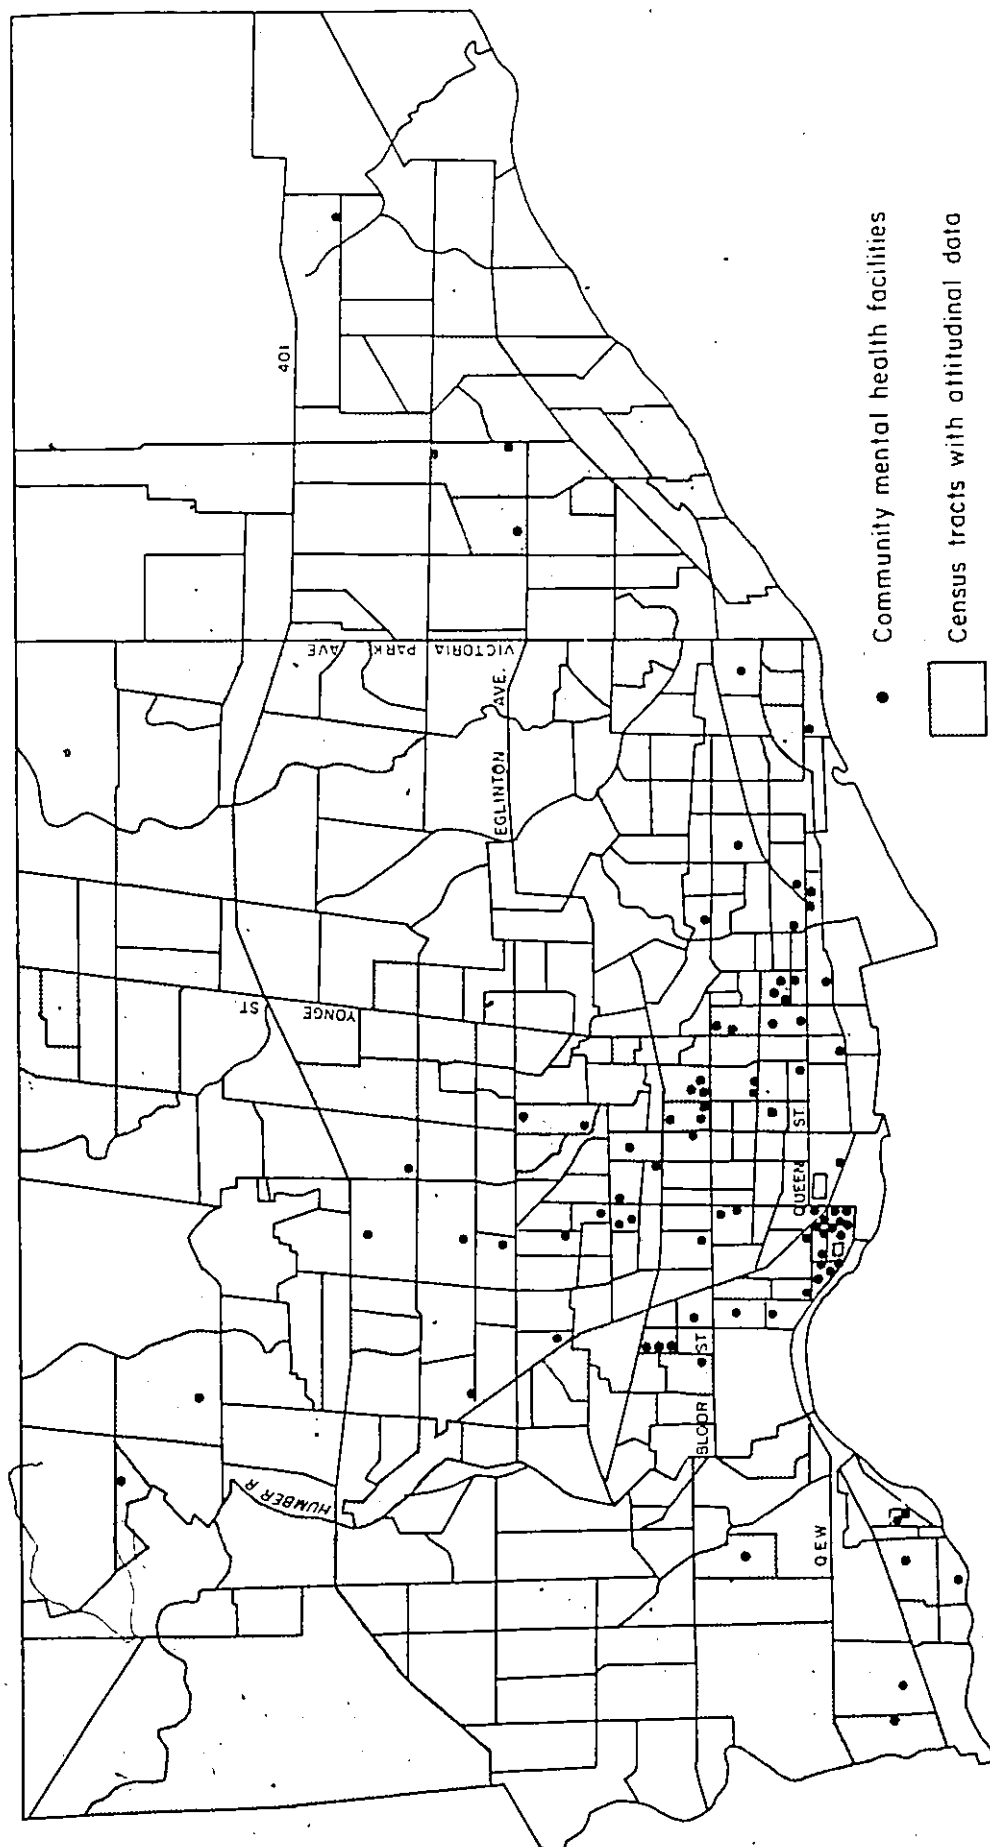 401
VICTORIA PARK AVE
EGLINTON AVE.
YONGE ST.
QUEEN ST.
BLOOR ST
HUMBER R
QEW
Community mental health facilities
Census tracts with attitudinal data